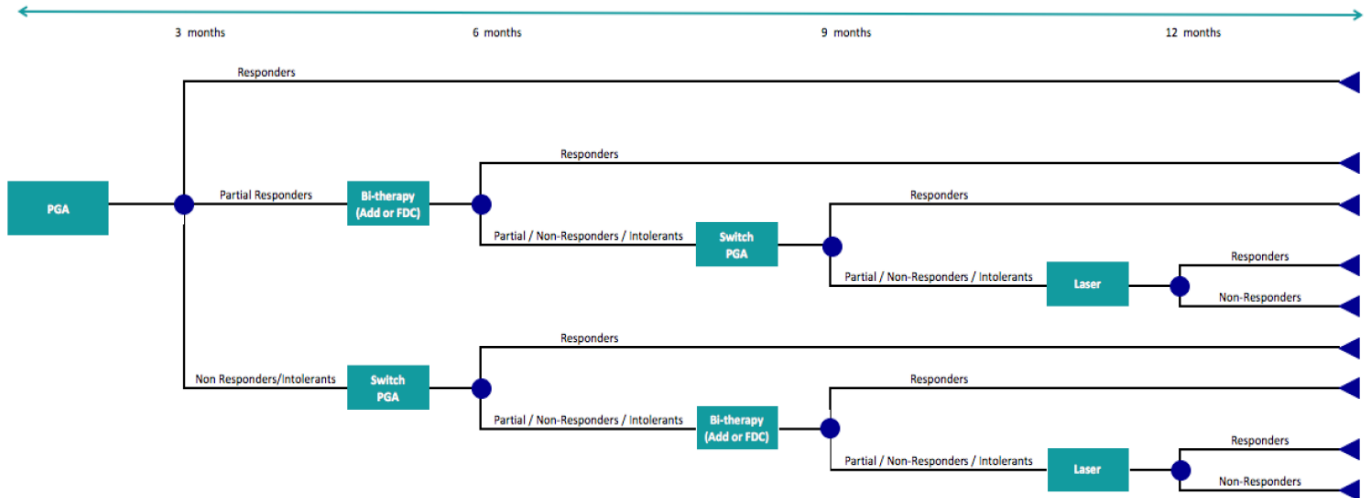 3 months
6 months
9 months
12 months
Responders
Responders
Partial Responders
Bi-therapy
(Add or FDC)
PGA
Responders
Partial / Non-Responders / Intolerants
Switch
PGA
Responders
Partial / Non-Responders / Intolerants
Laser
Non-Responders
Responders
Non Responders/Intolerants
Switch
PGA
Responders
Partial / Non-Responders / Intolerants
Bi-therapy
(Add or FDC)
Responders
Partial / Non-Responders / Intolerants
Laser
Non-Responders